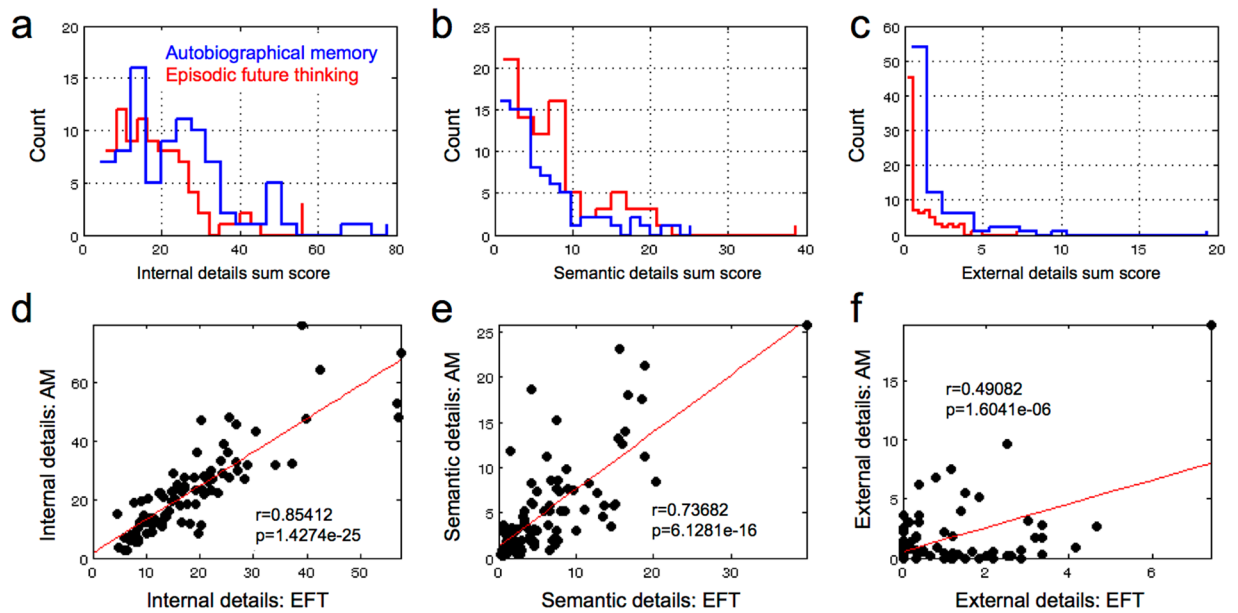 a
20
15
10
5
0
Count
Autobiographical memory
Episodic future thinking
0 20 40 60 80
Internal details sum score
b
25
20
15
10
5
0
Count
0 10 20 30 40
Semantic details sum score
c
60
50
40
30
20
10
0
Count
0 5 10 15 20
External details sum score
d
60
40
20
0
Internal details: AM
r=0.85412
p=1.4274e-25
0 10 20 30 40 50
Internal details: EFT
e
25
20
15
10
5
0
Semantic details: AM
r=0.73682
p=6.1281e-16
0 10 20 30
Semantic details: EFT
f
15
10
5
0
External details: AM
r=0.49082
p=1.6041e-06
0 2 4 6
External details: EFT